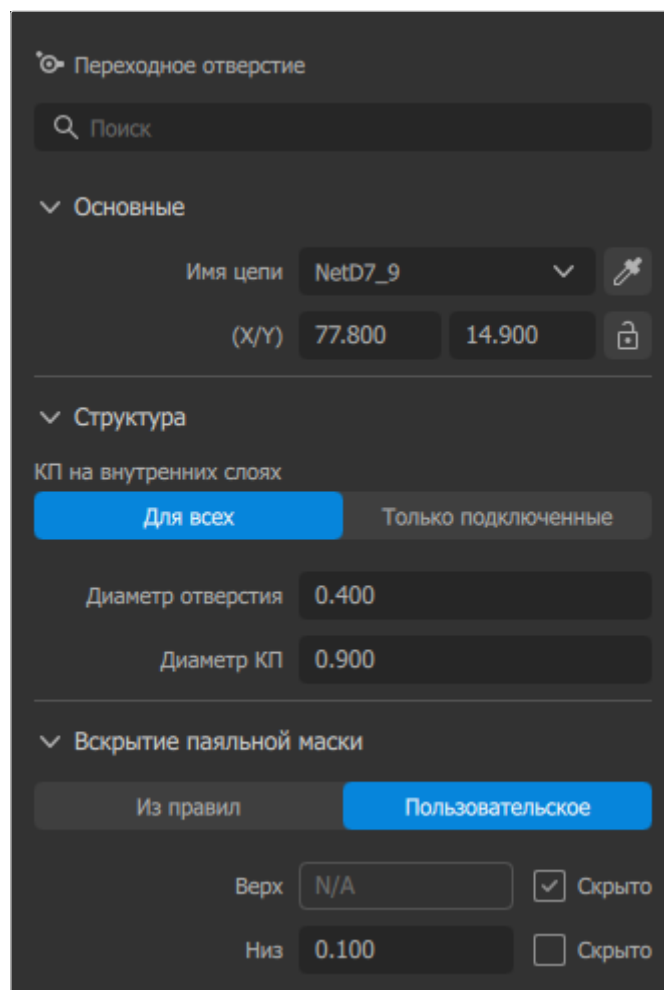 Переходное отверстие
Поиск
Основные
Имя цепи NetD7_9
(X/Y) 77.800 14.900
Структура
КП на внутренних слоях
Для всех Только подключенные
Диаметр отверстия 0.400
Диаметр КП 0.900
Вскрытие паяльной маски
Из правил Пользовательское
Верх N/A Скрыто
Низ 0.100 Скрыто